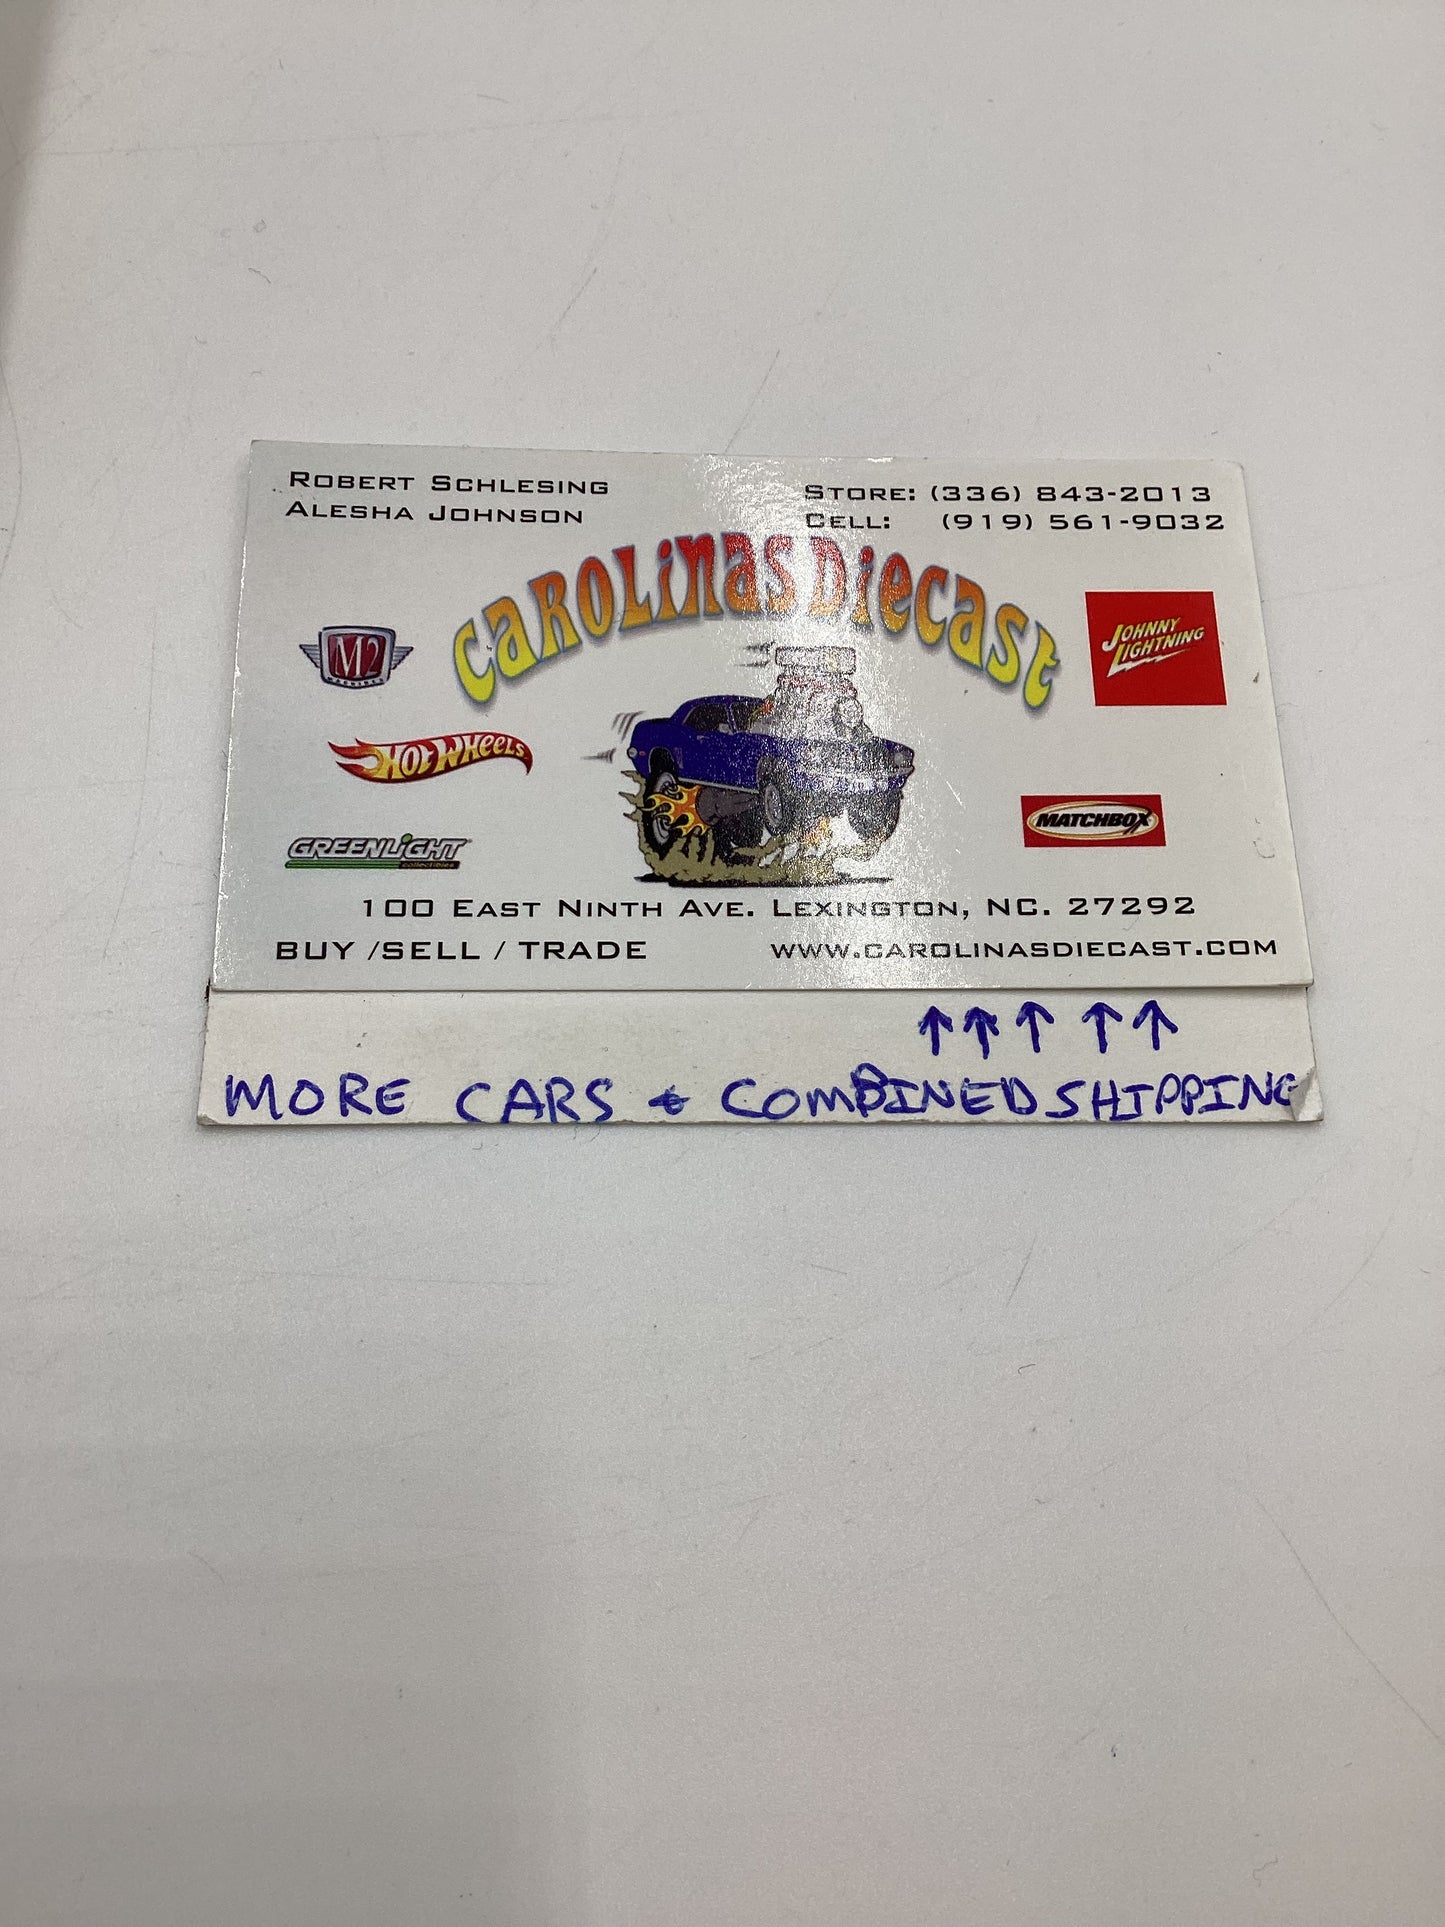 ROBERT SCHLESING
ALESHA JOHNSON
STORE: (336) 843-2013
CELL: (919) 561-9032
CAROLINAS DIECAST
M2
MACHINES
JOHNNY
LIGHTNING
HOT WHEELS
MATCHBOX
GREENLIGHT
collectibles
100 EAST NINTH AVE. LEXINGTON, NC. 27292
BUY /SELL / TRADE
WWW.CAROLINASDIECAST.COM
↑↑↑ ↑↑
MORE CARS & COMBINED SHIPPING